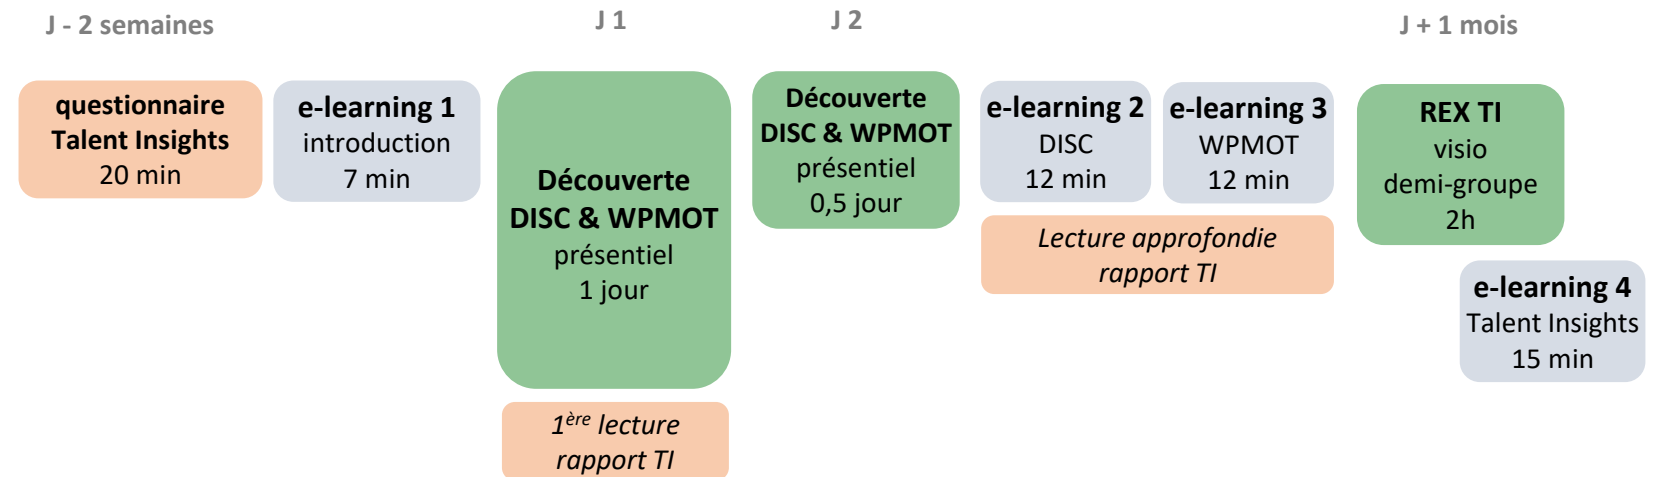 J - 2 semaines
J 1
J 2
J + 1 mois
questionnaire
Talent Insights
20 min
e-learning 1
introduction
7 min
Découverte
DISC & WPMOT
présentiel
1 jour
1ère lecture
rapport TI
Découverte
DISC & WPMOT
présentiel
0,5 jour
e-learning 2
DISC
12 min
e-learning 3
WPMOT
12 min
Lecture approfondie
rapport TI
REX TI
visio
demi-groupe
2h
e-learning 4
Talent Insights
15 min